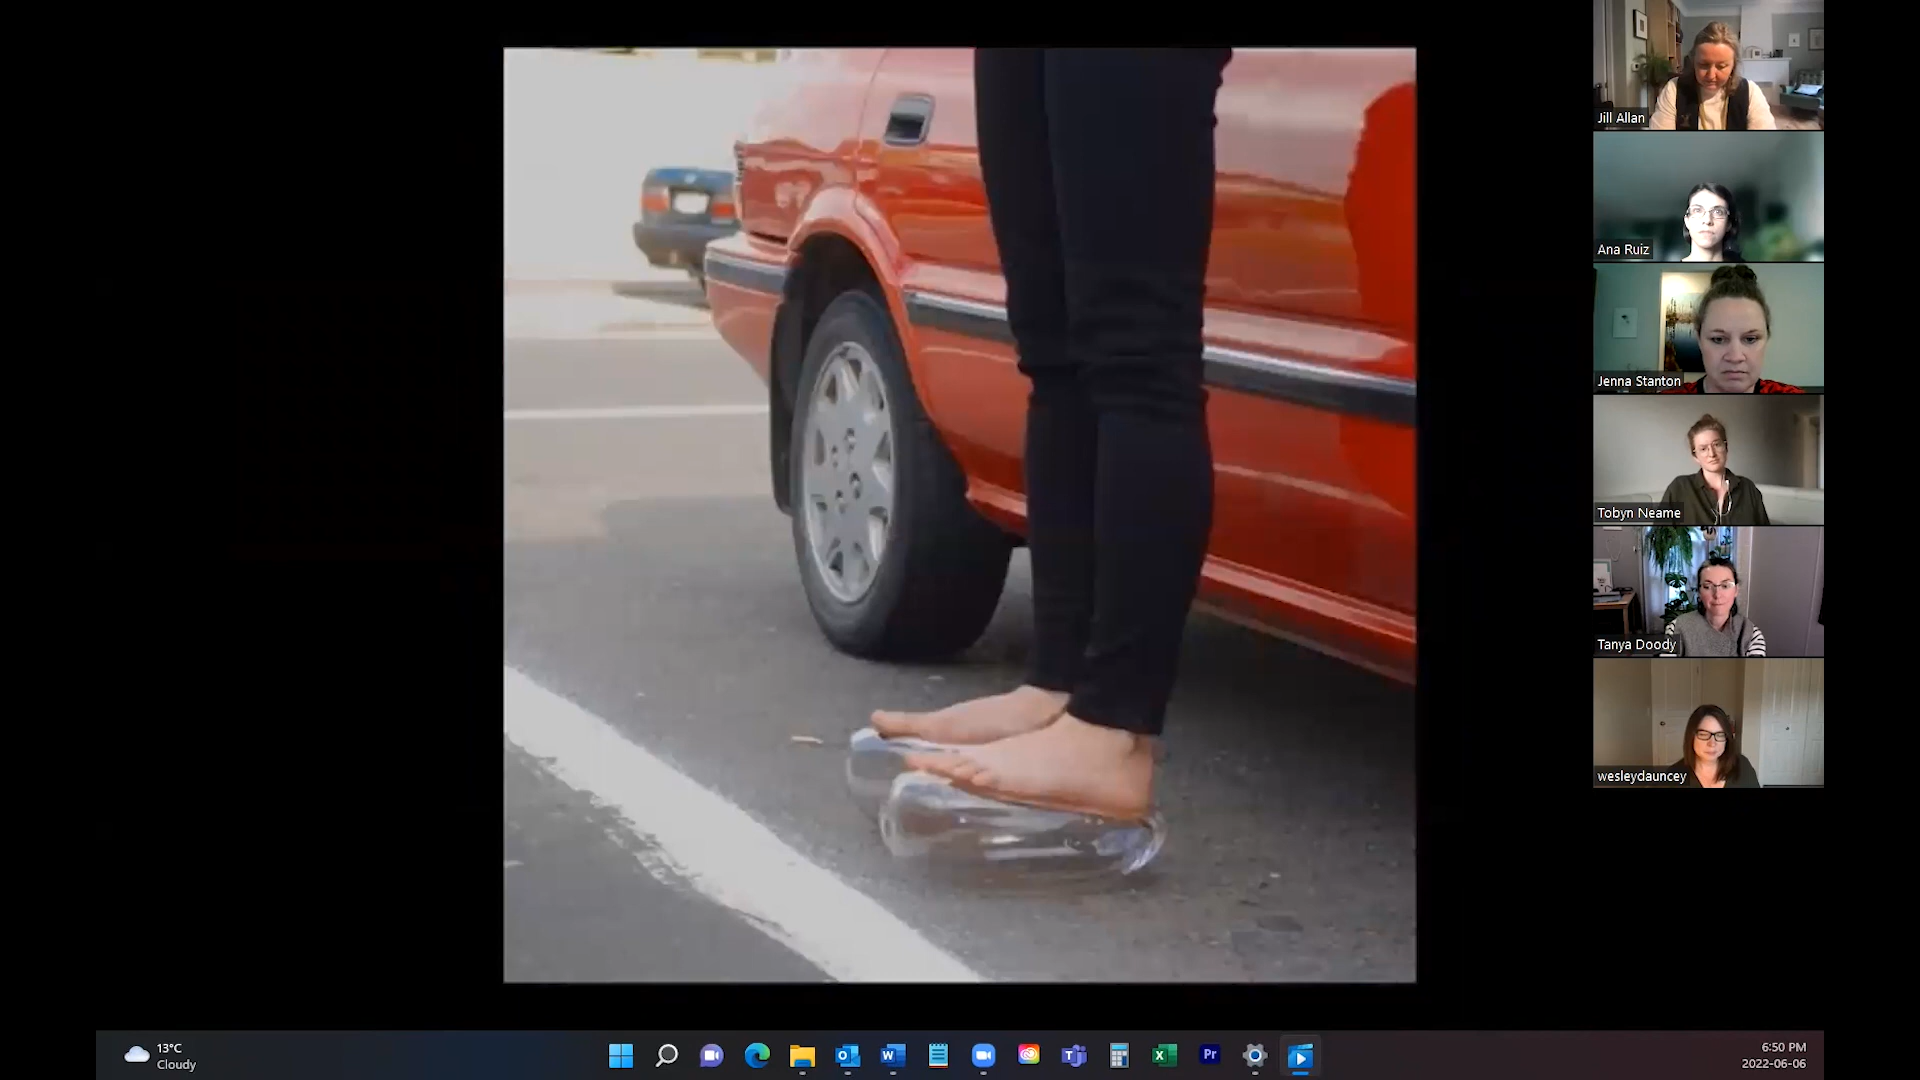 Jill Allan
Ana Ruiz
Jenna Stanton
Tobyn Neame
Tanya Doody
wesleydauncey
13°C
Cloudy
6:50 PM
2022-06-06
Pr